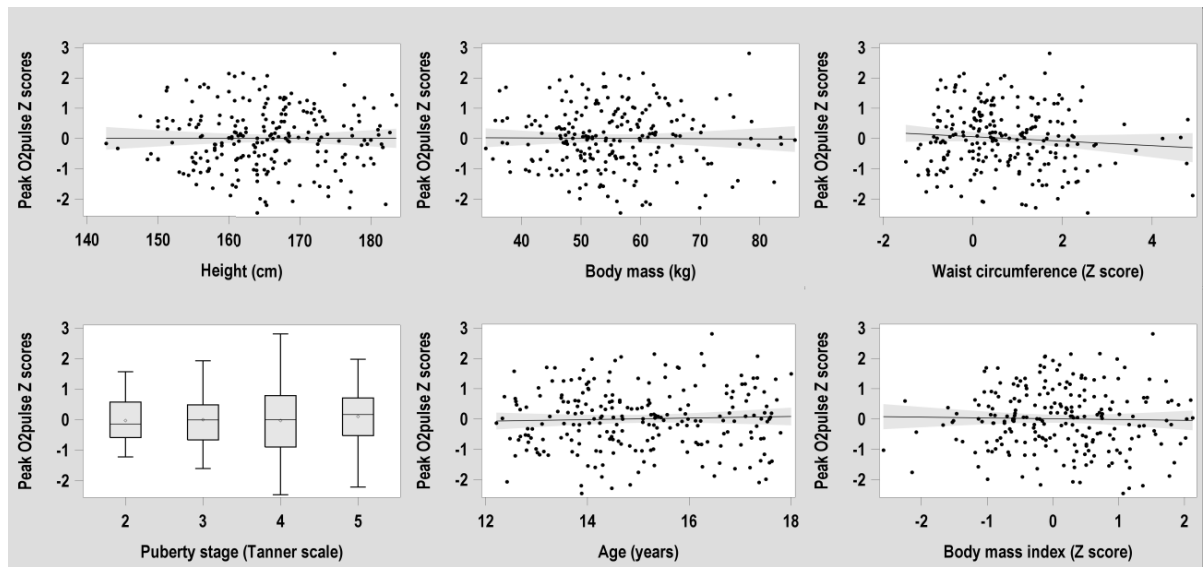 Peak O2pulse Z scores
3
2
1
0
-1
-2
140 150 160 170 180
Height (cm)
Peak O2pulse Z scores
3
2
1
0
-1
-2
40 50 60 70 80
Body mass (kg)
Peak O2pulse Z scores
3
2
1
0
-1
-2
-2 0 2 4
Waist circumference (Z score)
Peak O2pulse Z scores
3
2
1
0
-1
-2
2 3 4 5
Puberty stage (Tanner scale)
Peak O2pulse Z scores
3
2
1
0
-1
-2
12 14 16 18
Age (years)
Peak O2pulse Z scores
3
2
1
0
-1
-2
-2 -1 0 1 2
Body mass index (Z score)